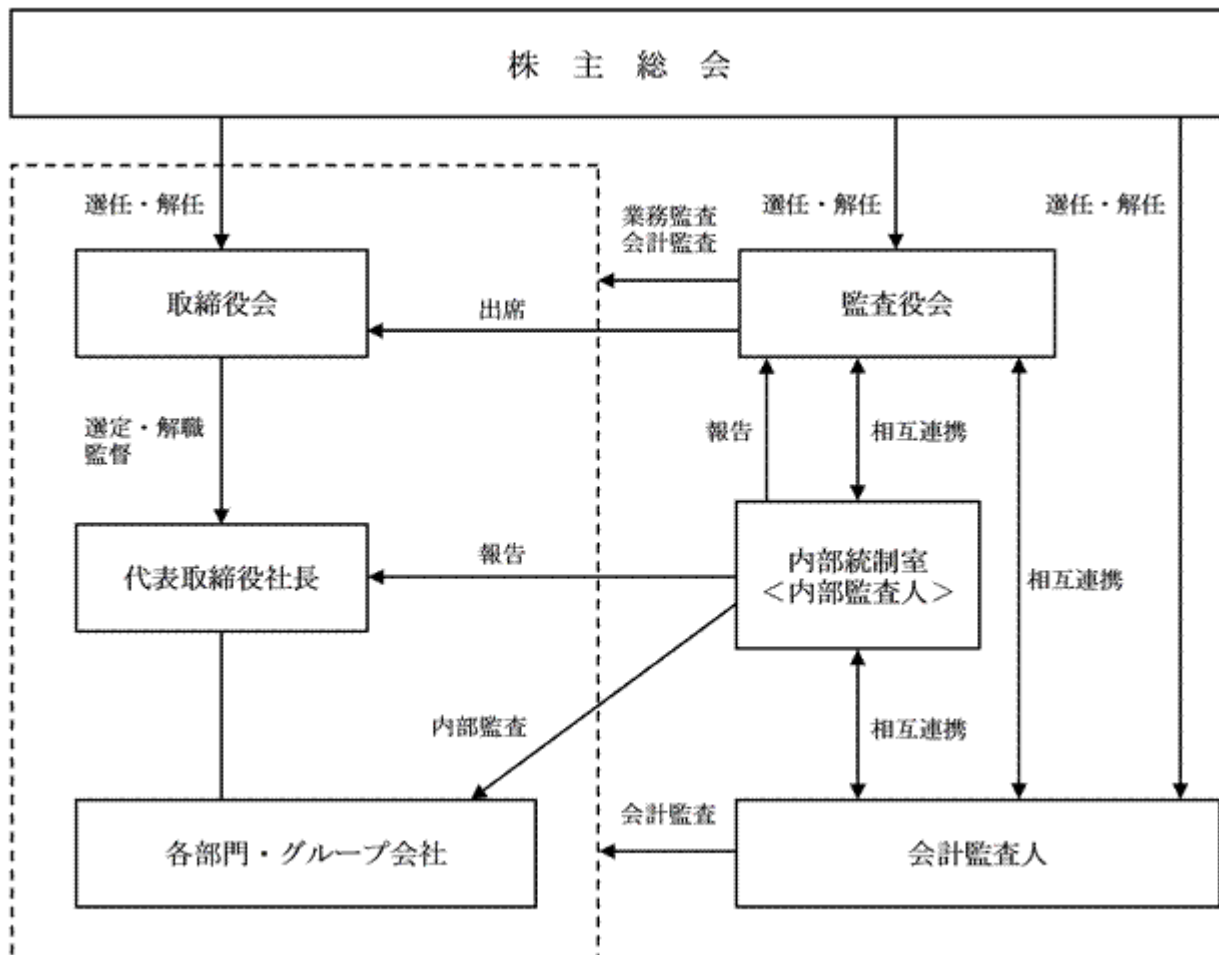 株 主 総 会
選任・解任
選任・解任
選任・解任
業務監査
会計監査
取締役会
出席
監査役会
選定・解職
監督
報告
相互連携
代表取締役社長
報告
内部統制室
＜内部監査人＞
相互連携
内部監査
相互連携
各部門・グループ会社
会計監査
会計監査人